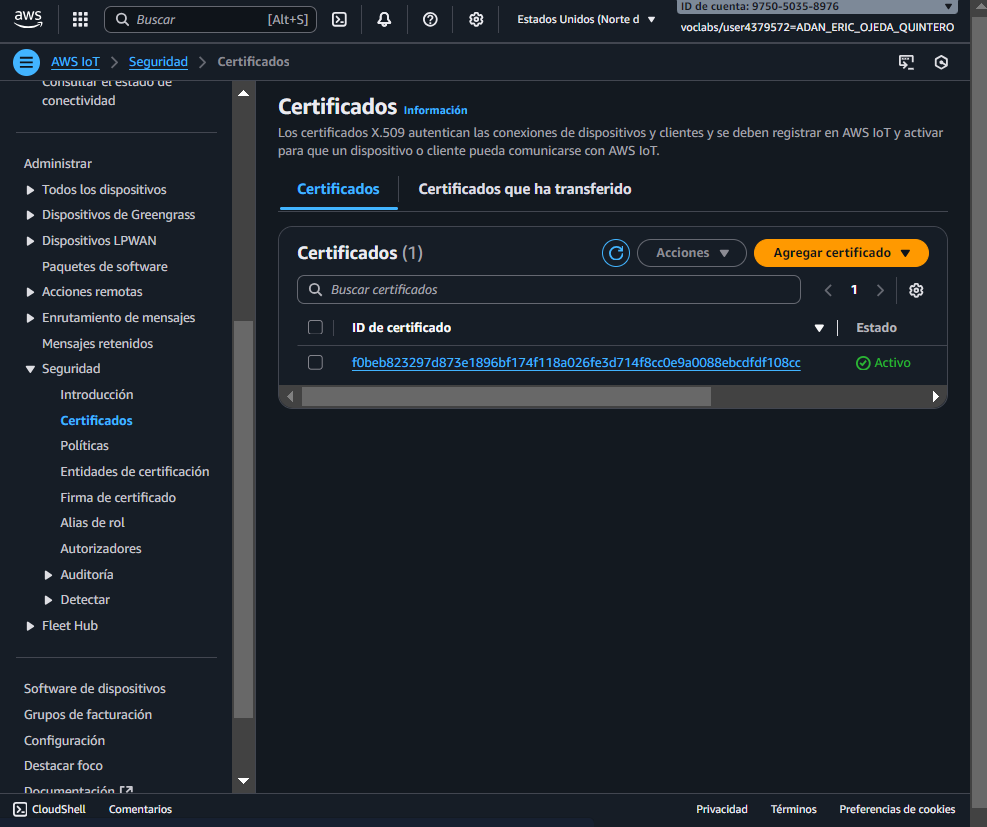 aws
Buscar [Alt+S]
Estados Unidos (Norte d
ID de cuenta: 9750-5035-8976
voclabs/user4379572=ADAN_ERIC_OJEDA_QUINTERO
AWS IoT > Seguridad > Certificados
Consultar el estado de
conectividad
Administrar
Todos los dispositivos
Dispositivos de Greengrass
Dispositivos LPWAN
Paquetes de software
Acciones remotas
Enrutamiento de mensajes
Mensajes retenidos
Seguridad
Introducción
Certificados
Políticas
Entidades de certificación
Firma de certificado
Alias de rol
Autorizadores
Auditoría
Detectar
Fleet Hub
Software de dispositivos
Grupos de facturación
Configuración
Destacar foco
Documentación
Certificados Información
Los certificados X.509 autentican las conexiones de dispositivos y clientes y se deben registrar en AWS IoT y activar
para que un dispositivo o cliente pueda comunicarse con AWS IoT.
Certificados Certificados que ha transferido
Certificados (1) Acciones Agregar certificado
Buscar certificados 1
ID de certificado Estado
f0beb823297d873e1896bf174f118a026fe3d714f8cc0e9a0088ebcdfdf108cc Activo
CloudShell Comentarios Privacidad Términos Preferencias de cookies